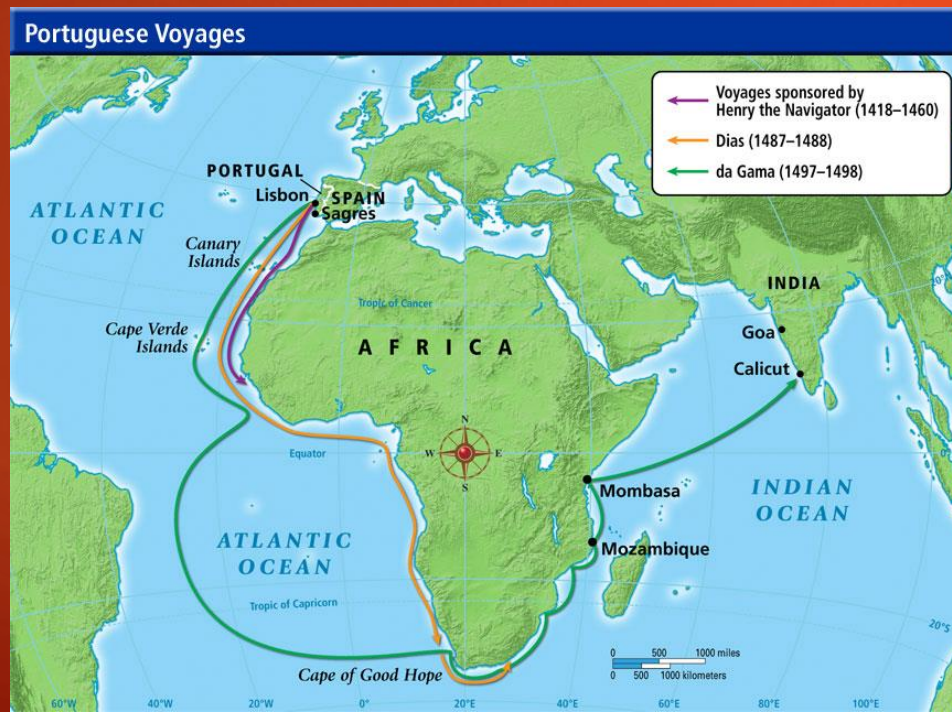 Portuguese Voyages
Voyages sponsored by
Henry the Navigator (1418–1460)
Dias (1487–1488)
da Gama (1497–1498)
PORTUGAL
Lisbon
SPAIN
Sagres
ATLANTIC
OCEAN
Canary
Islands
Tropic of Cancer
INDIA
Cape Verde
Islands
AFRICA
Goa
Calicut
0°
N
W
E
S
Equator
0°
Mombasa
INDIAN
OCEAN
Mozambique
ATLANTIC
OCEAN
Tropic of Capricorn
20°S
0 500 1000 miles
0 500 1000 kilometers
Cape of Good Hope
60°W
40°W
20°W
0°
20°E
40°E
60°E
80°E
100°E